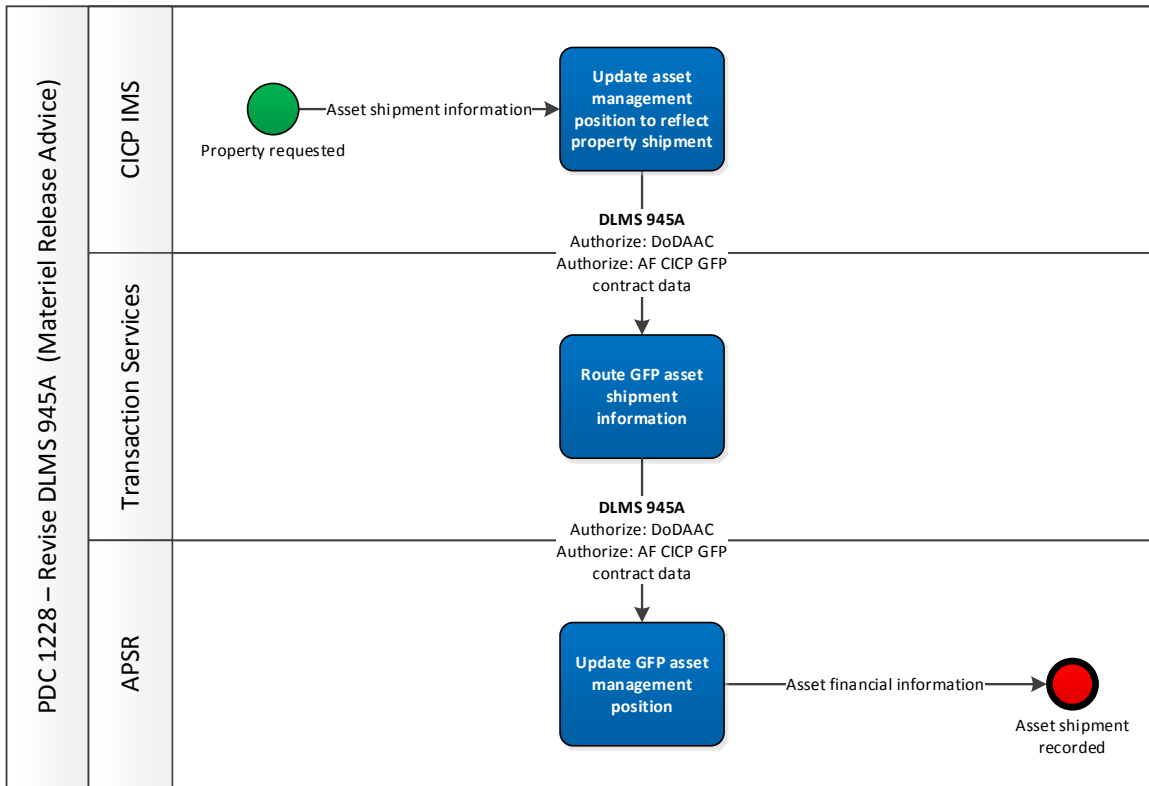 PDC 1228 – Revise DLMS 945A  (Materiel Release Advice)
CICP IMS
Property requested
Asset shipment information
Update asset
management
position to reflect
property shipment
DLMS 945A
Authorize: DoDAAC
Authorize: AF CICP GFP
contract data
Transaction Services
Route GFP asset
shipment
information
DLMS 945A
Authorize: DoDAAC
Authorize: AF CICP GFP
contract data
APSR
Update GFP asset
management
position
Asset financial information
Asset shipment
recorded